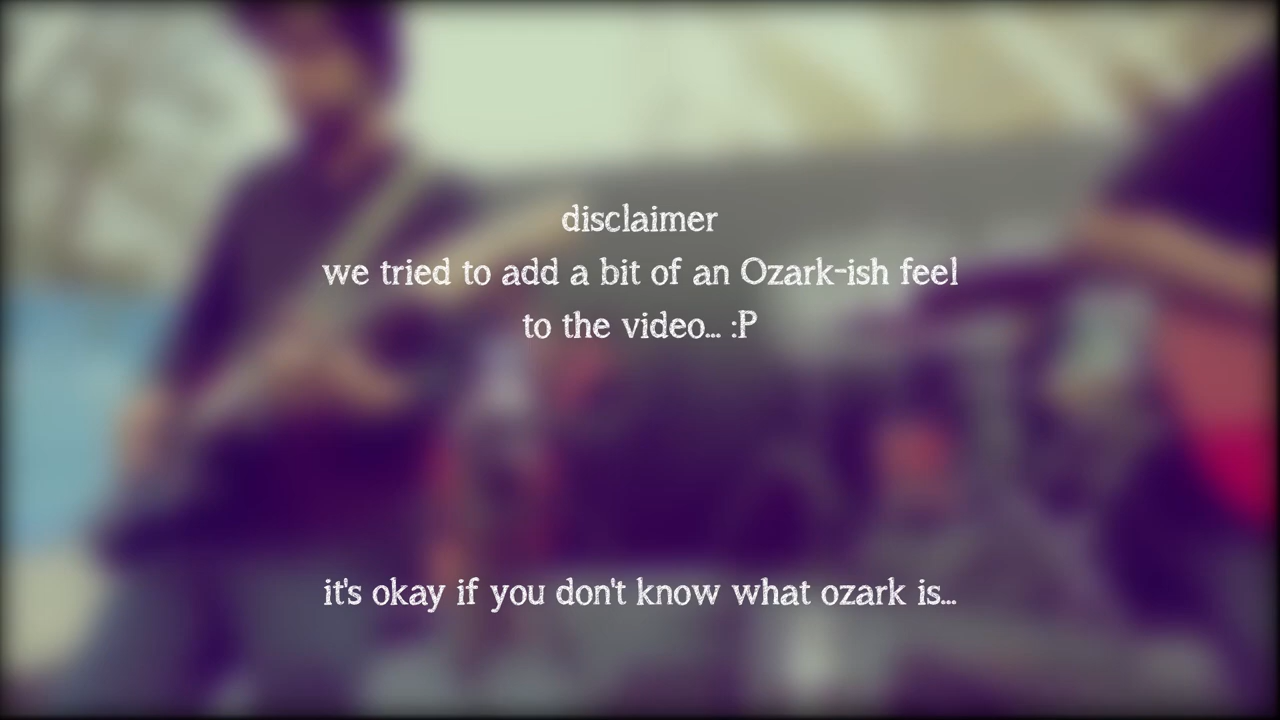 disclaimer
we tried to add a bit of an Ozark-ish feel
to the video... :P
it's okay if you don't know what ozark is...